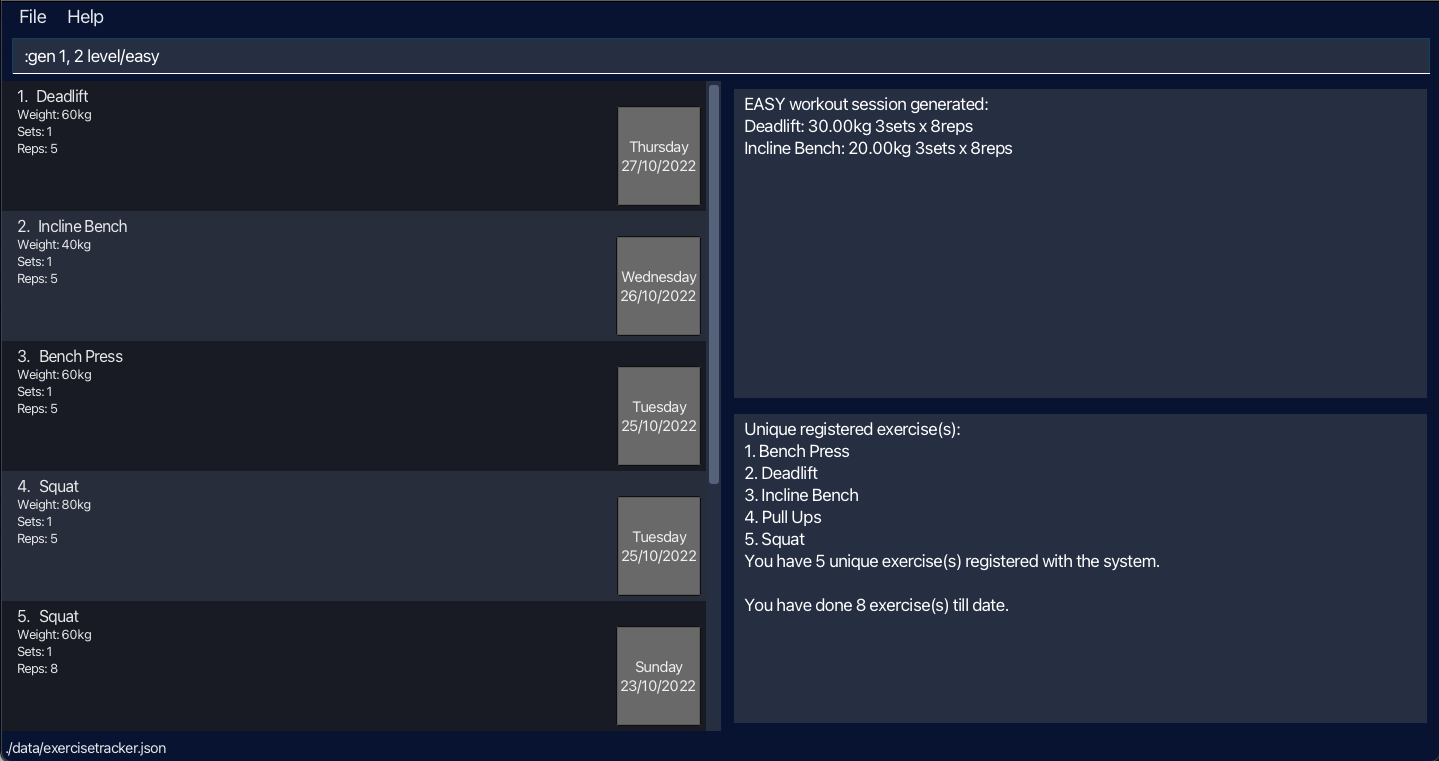 File Help
:gen 1, 2 level/easy
1. Deadlift
Weight: 60kg
Sets: 1
Reps: 5
Thursday
27/10/2022
2. Incline Bench
Weight: 40kg
Sets: 1
Reps: 5
Wednesday
26/10/2022
3. Bench Press
Weight: 60kg
Sets: 1
Reps: 5
Tuesday
25/10/2022
4. Squat
Weight: 80kg
Sets: 1
Reps: 5
Tuesday
25/10/2022
5. Squat
Weight: 60kg
Sets: 1
Reps: 8
Sunday
23/10/2022
EASY workout session generated:
Deadlift: 30.00kg 3sets x 8reps
Incline Bench: 20.00kg 3sets x 8reps
Unique registered exercise(s):
1. Bench Press
2. Deadlift
3. Incline Bench
4. Pull Ups
5. Squat
You have 5 unique exercise(s) registered with the system.
You have done 8 exercise(s) till date.
./data/exercisetracker.json